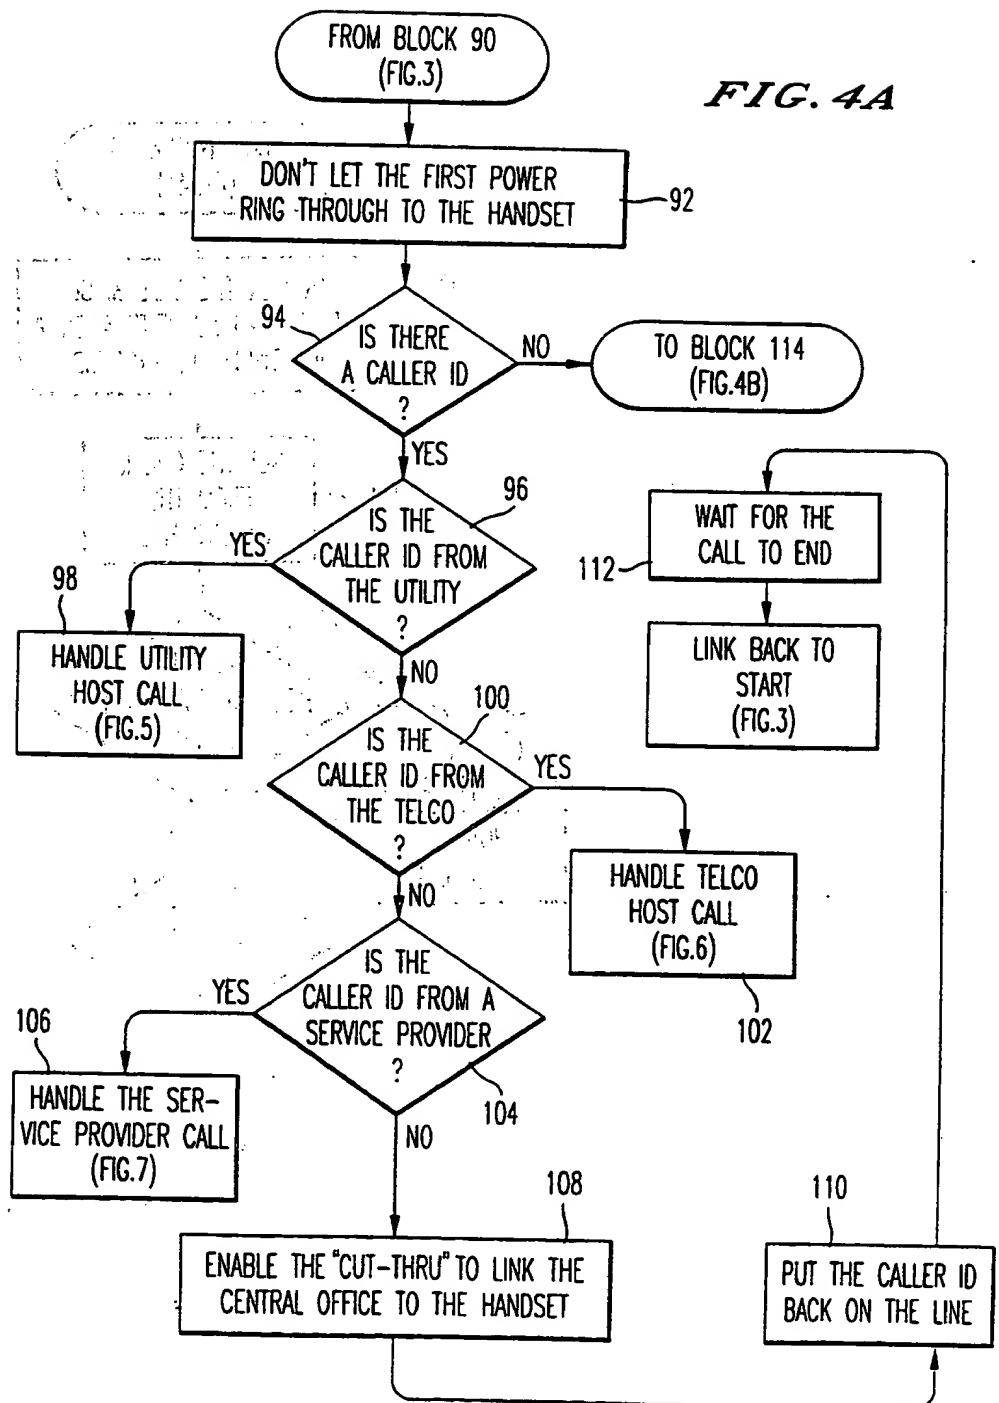 FROM BLOCK 90
(FIG.3)
FIG. 4A
DON'T LET THE FIRST POWER
RING THROUGH TO THE HANDSET
92
94
IS THERE
A CALLER ID
?
NO
TO BLOCK 114
(FIG.4B)
YES
96
IS THE
CALLER ID FROM
THE UTILITY
?
YES
98
HANDLE UTILITY
HOST CALL
(FIG.5)
WAIT FOR THE
CALL TO END
112
LINK BACK TO
START
(FIG.3)
NO
100
IS THE
CALLER ID FROM
THE TELCO
?
YES
HANDLE TELCO
HOST CALL
(FIG.6)
102
NO
IS THE
CALLER ID FROM A
SERVICE PROVIDER
?
104
YES
106
HANDLE THE SER-
VICE PROVIDER CALL
(FIG.7)
NO
108
ENABLE THE "CUT-THRU" TO LINK THE
CENTRAL OFFICE TO THE HANDSET
110
PUT THE CALLER ID
BACK ON THE LINE